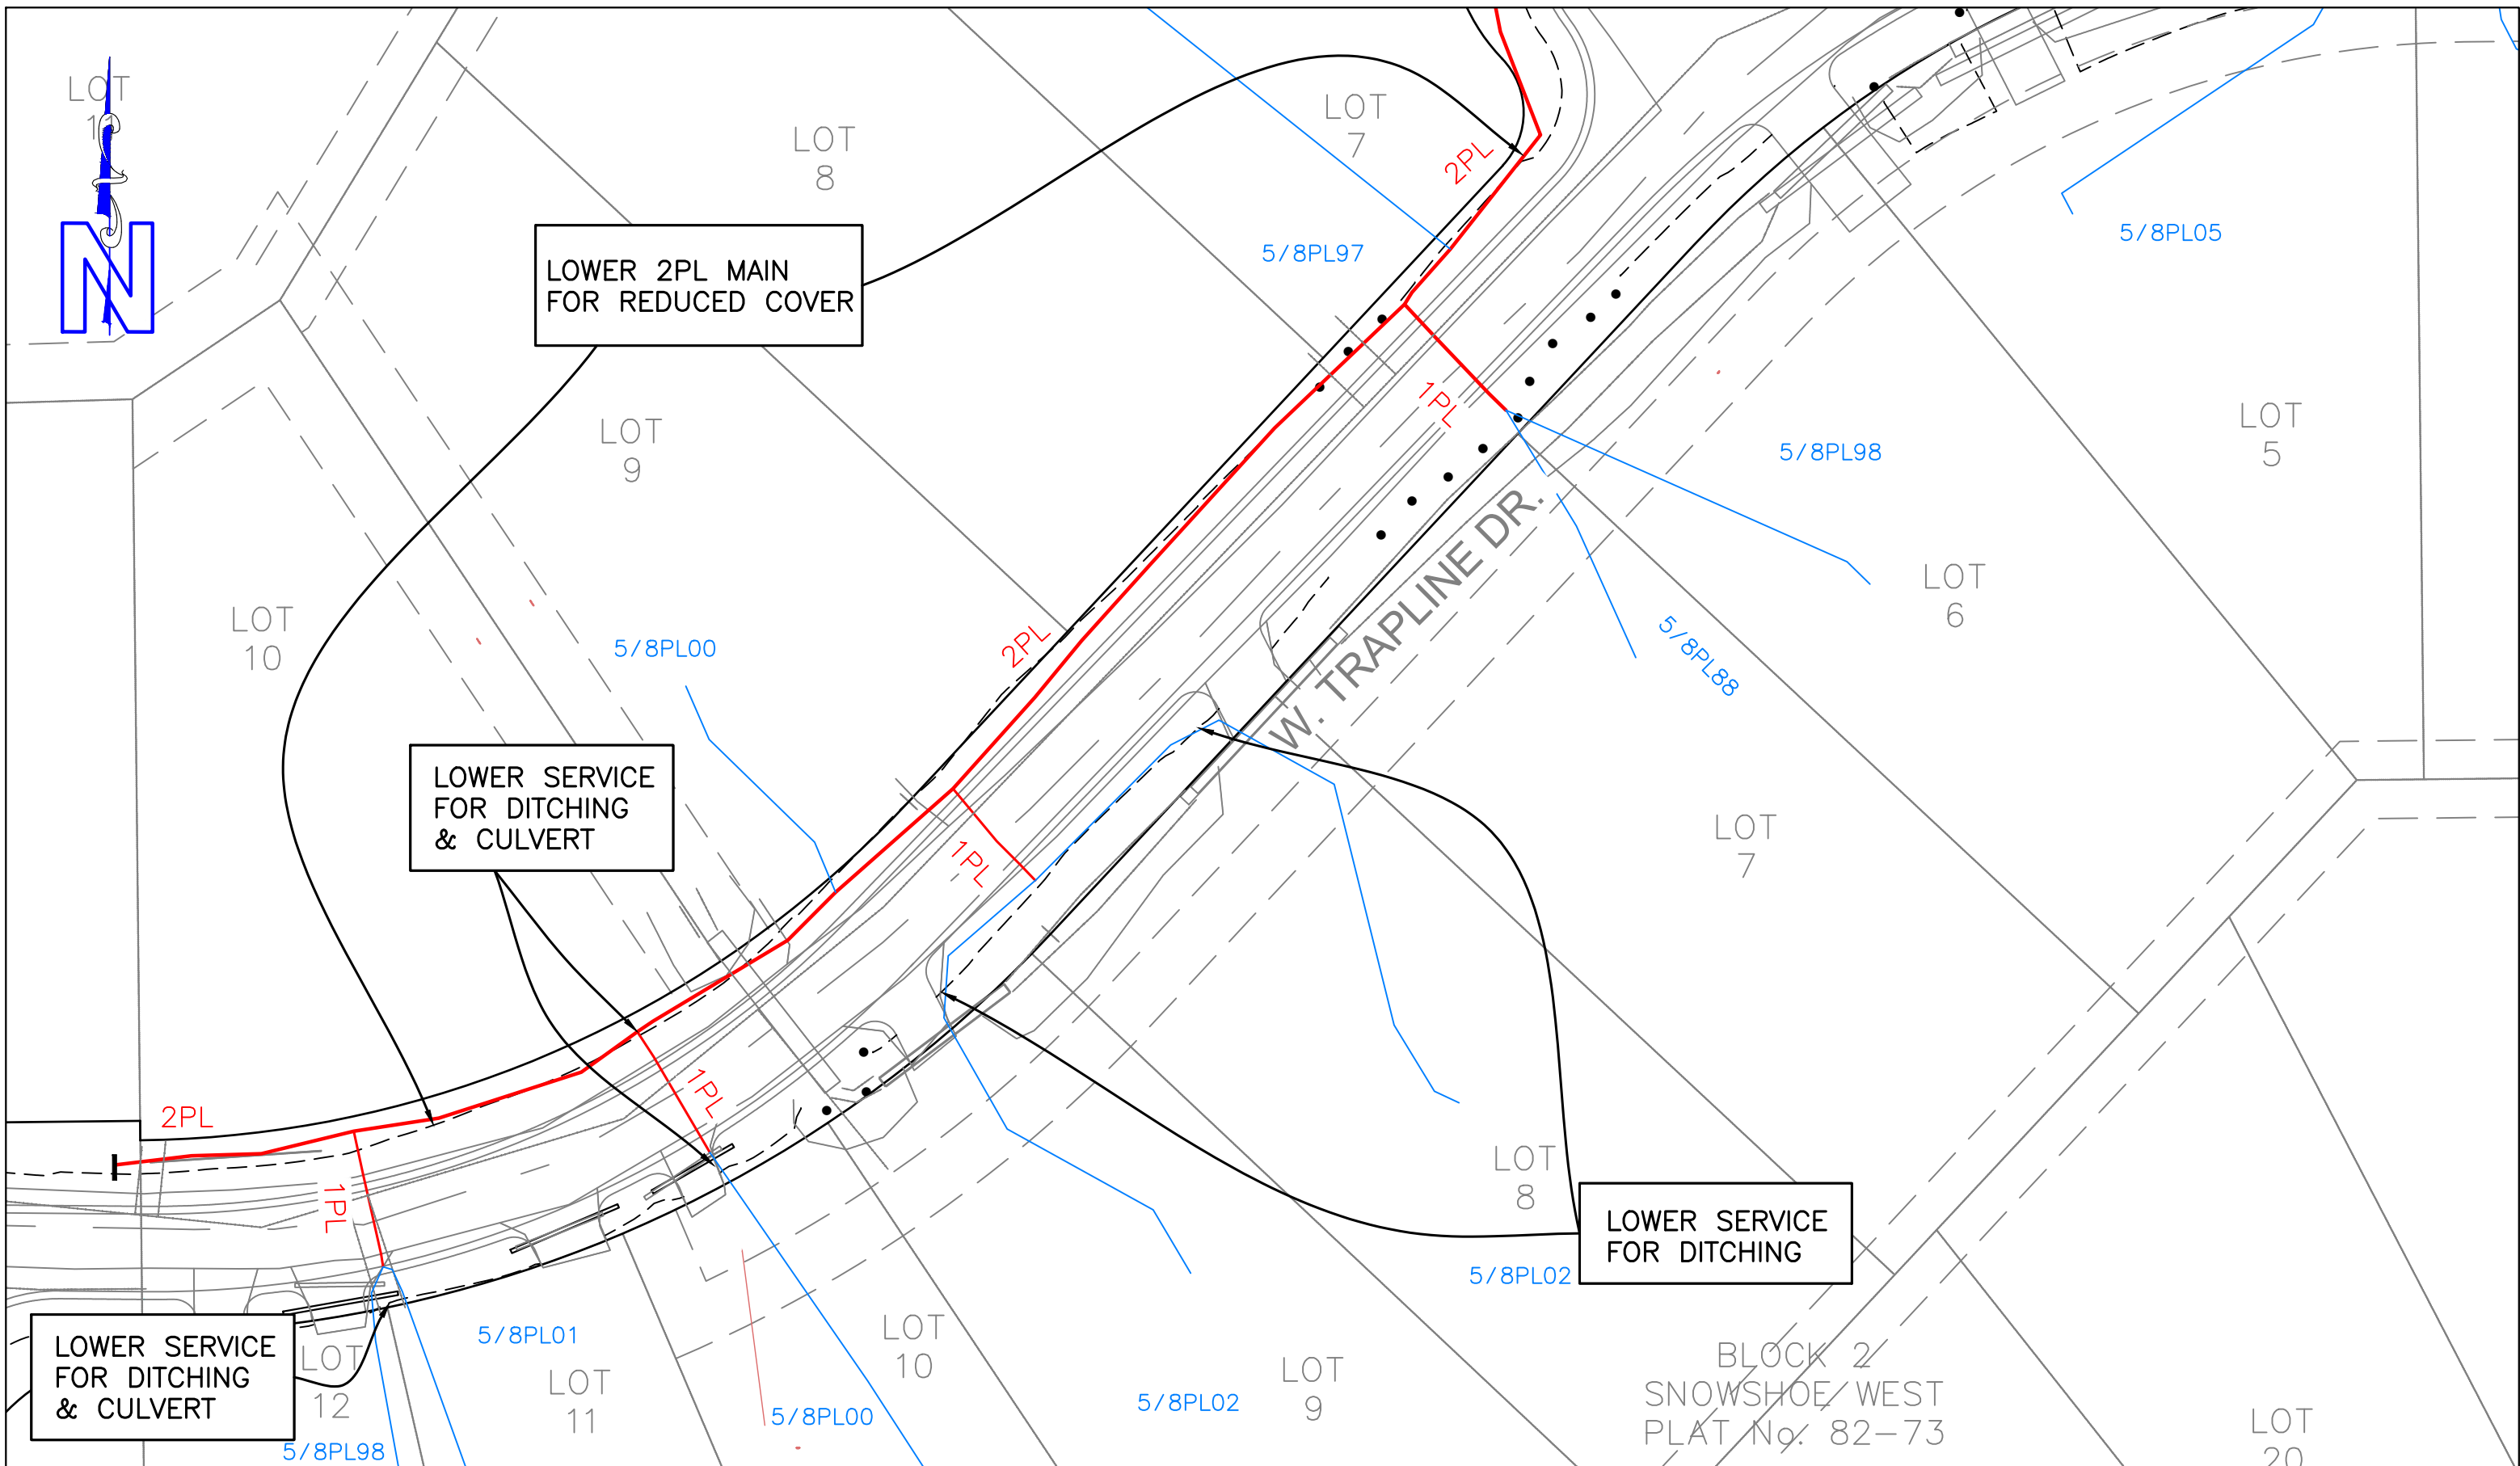 LOT
11
N
LOT
8
LOT
7
2PL
5/8PL97
5/8PL05
LOWER 2PL MAIN
FOR REDUCED COVER
LOT
9
1PL
5/8PL98
LOT
5
LOT
10
5/8PL00
2PL
W. TRAPLINE DR.
LOT
6
5/8PL88
LOWER SERVICE
FOR DITCHING
& CULVERT
1PL
LOT
7
2PL
1PL
1PL
LOT
8
LOWER SERVICE
FOR DITCHING
5/8PL02
LOWER SERVICE
FOR DITCHING
& CULVERT
LOT
12
5/8PL98
5/8PL01
LOT
11
5/8PL00
LOT
10
5/8PL02
LOT
9
BLOCK 2
SNOWSHOE WEST
PLAT No. 82-73
LOT
20